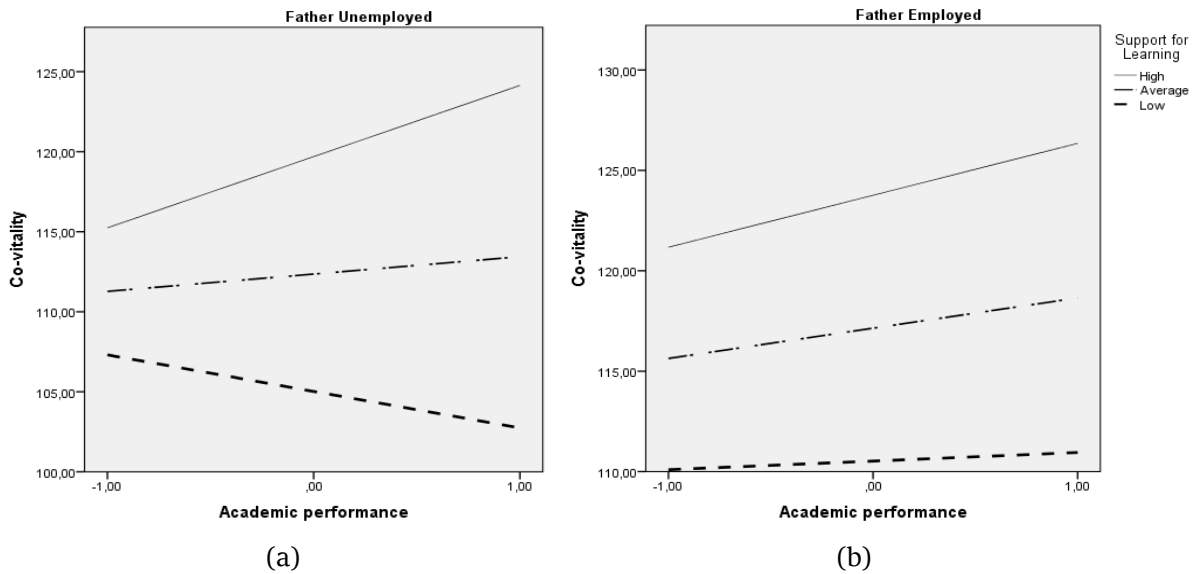 Father Unemployed
125,00
120,00
115,00
110,00
105,00
100,00
Co-vitality
-1,00
,00
1,00
Academic performance
(a)
Father Employed
130,00
125,00
120,00
115,00
110,00
Co-vitality
-1,00
,00
1,00
Academic performance
(b)
Support for
Learning
High
Average
Low